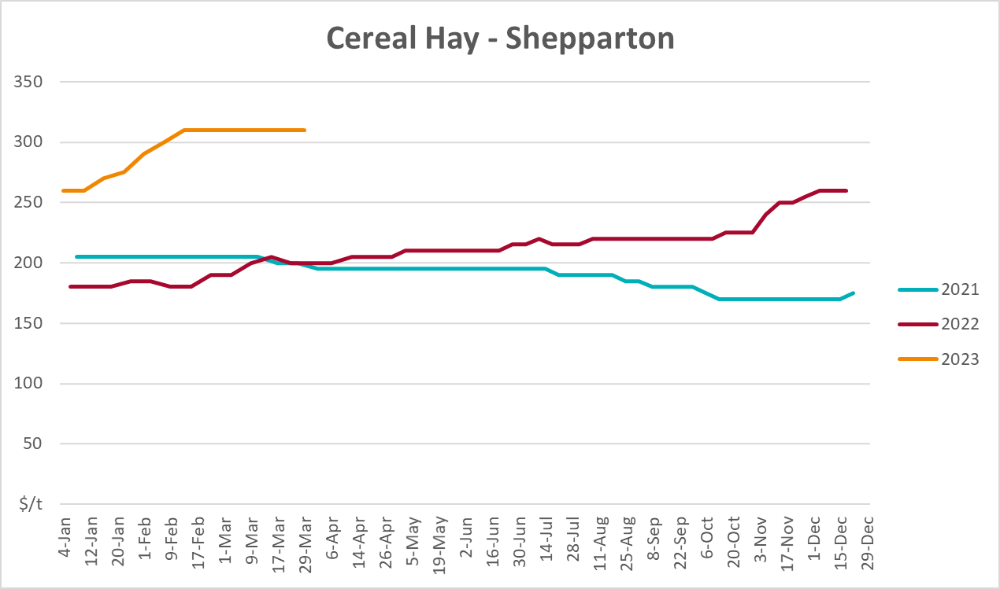 Cereal Hay - Shepparton
350
300
250
200
150
100
50
$/t
4-Jan
12-Jan
20-Jan
1-Feb
9-Feb
17-Feb
1-Mar
9-Mar
17-Mar
29-Mar
6-Apr
14-Apr
26-Apr
5-May
19-May
2-Jun
16-Jun
30-Jun
14-Jul
28-Jul
11-Aug
25-Aug
8-Sep
22-Sep
6-Oct
20-Oct
3-Nov
17-Nov
1-Dec
15-Dec
29-Dec
2021
2022
2023